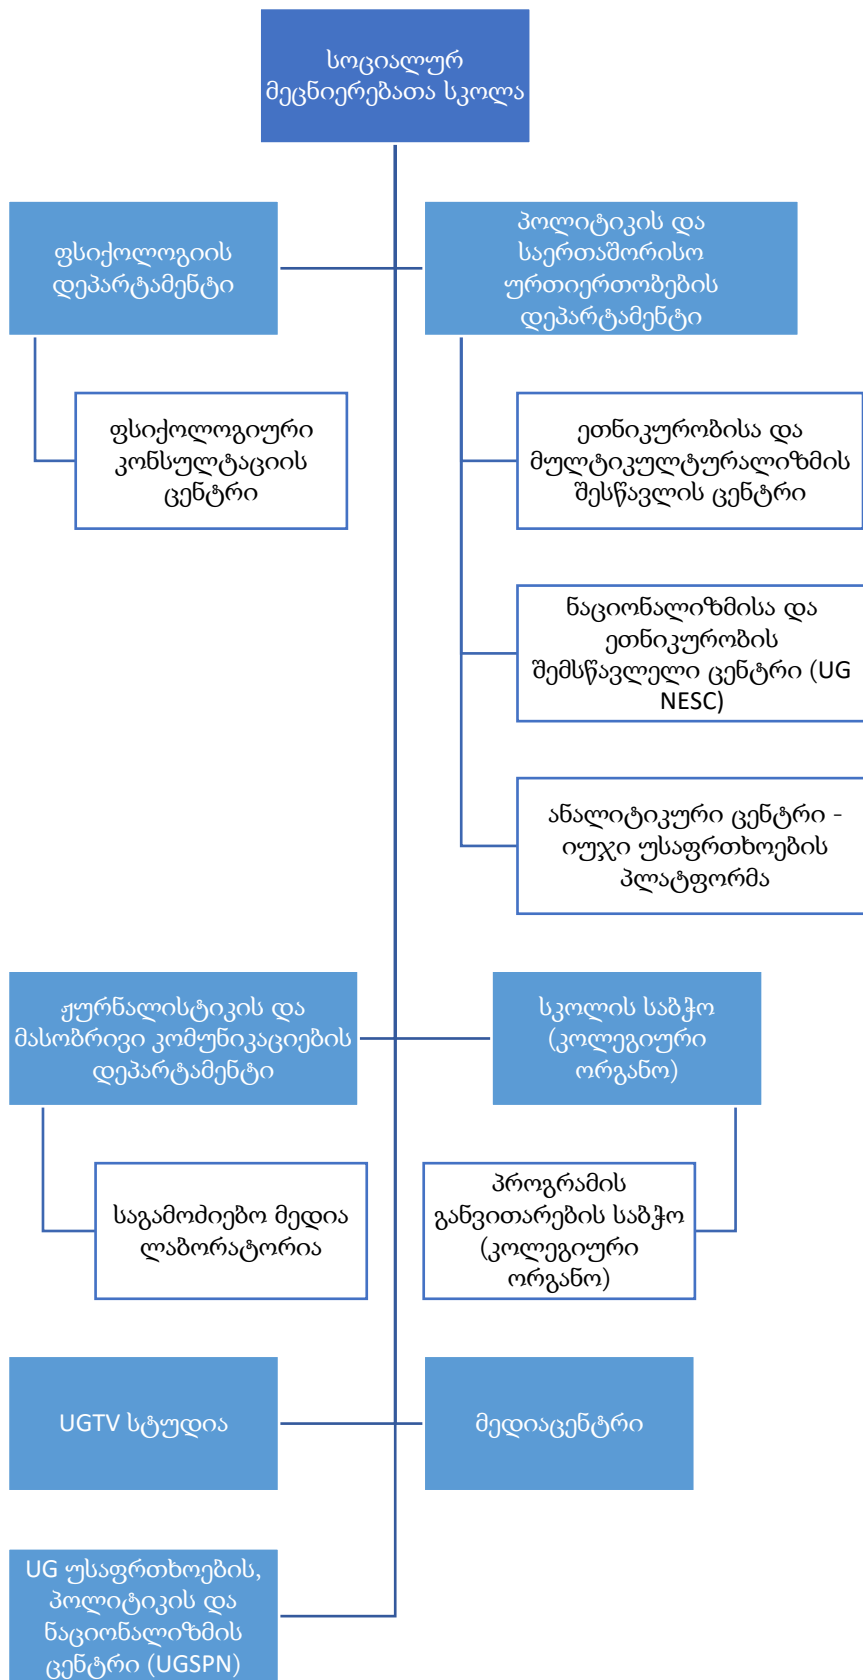 სოციალურ
მეცნიერებათა სკოლა
ფსიქოლოგიის
დეპარტამენტი
პოლიტიკის და
საერთაშორისო
ურთიერთობების
დეპარტამენტი
ფსიქოლოგიური
კონსულტაციის
ცენტრი
ეთნიკურობისა და
მულტიკულტურალიზმის
შესწავლის ცენტრი
ნაციონალიზმისა და
ეთნიკურობის
შემსწავლელი ცენტრი (UG
NESC)
ანალიტიკური ცენტრი -
იუჯი უსაფრთხოების
პლატფორმა
ჟურნალისტიკის და
მასობრივი კომუნიკაციების
დეპარტამენტი
სკოლის საბჭო
(კოლეგიური
ორგანო)
საგამოძიებო მედია
ლაბორატორია
პროგრამის
განვითარების საბჭო
(კოლეგიური
ორგანო)
UGTV სტუდია
მედიაცენტრი
UG უსაფრთხოების,
პოლიტიკის და
ნაციონალიზმის
ცენტრი (UGSPN)